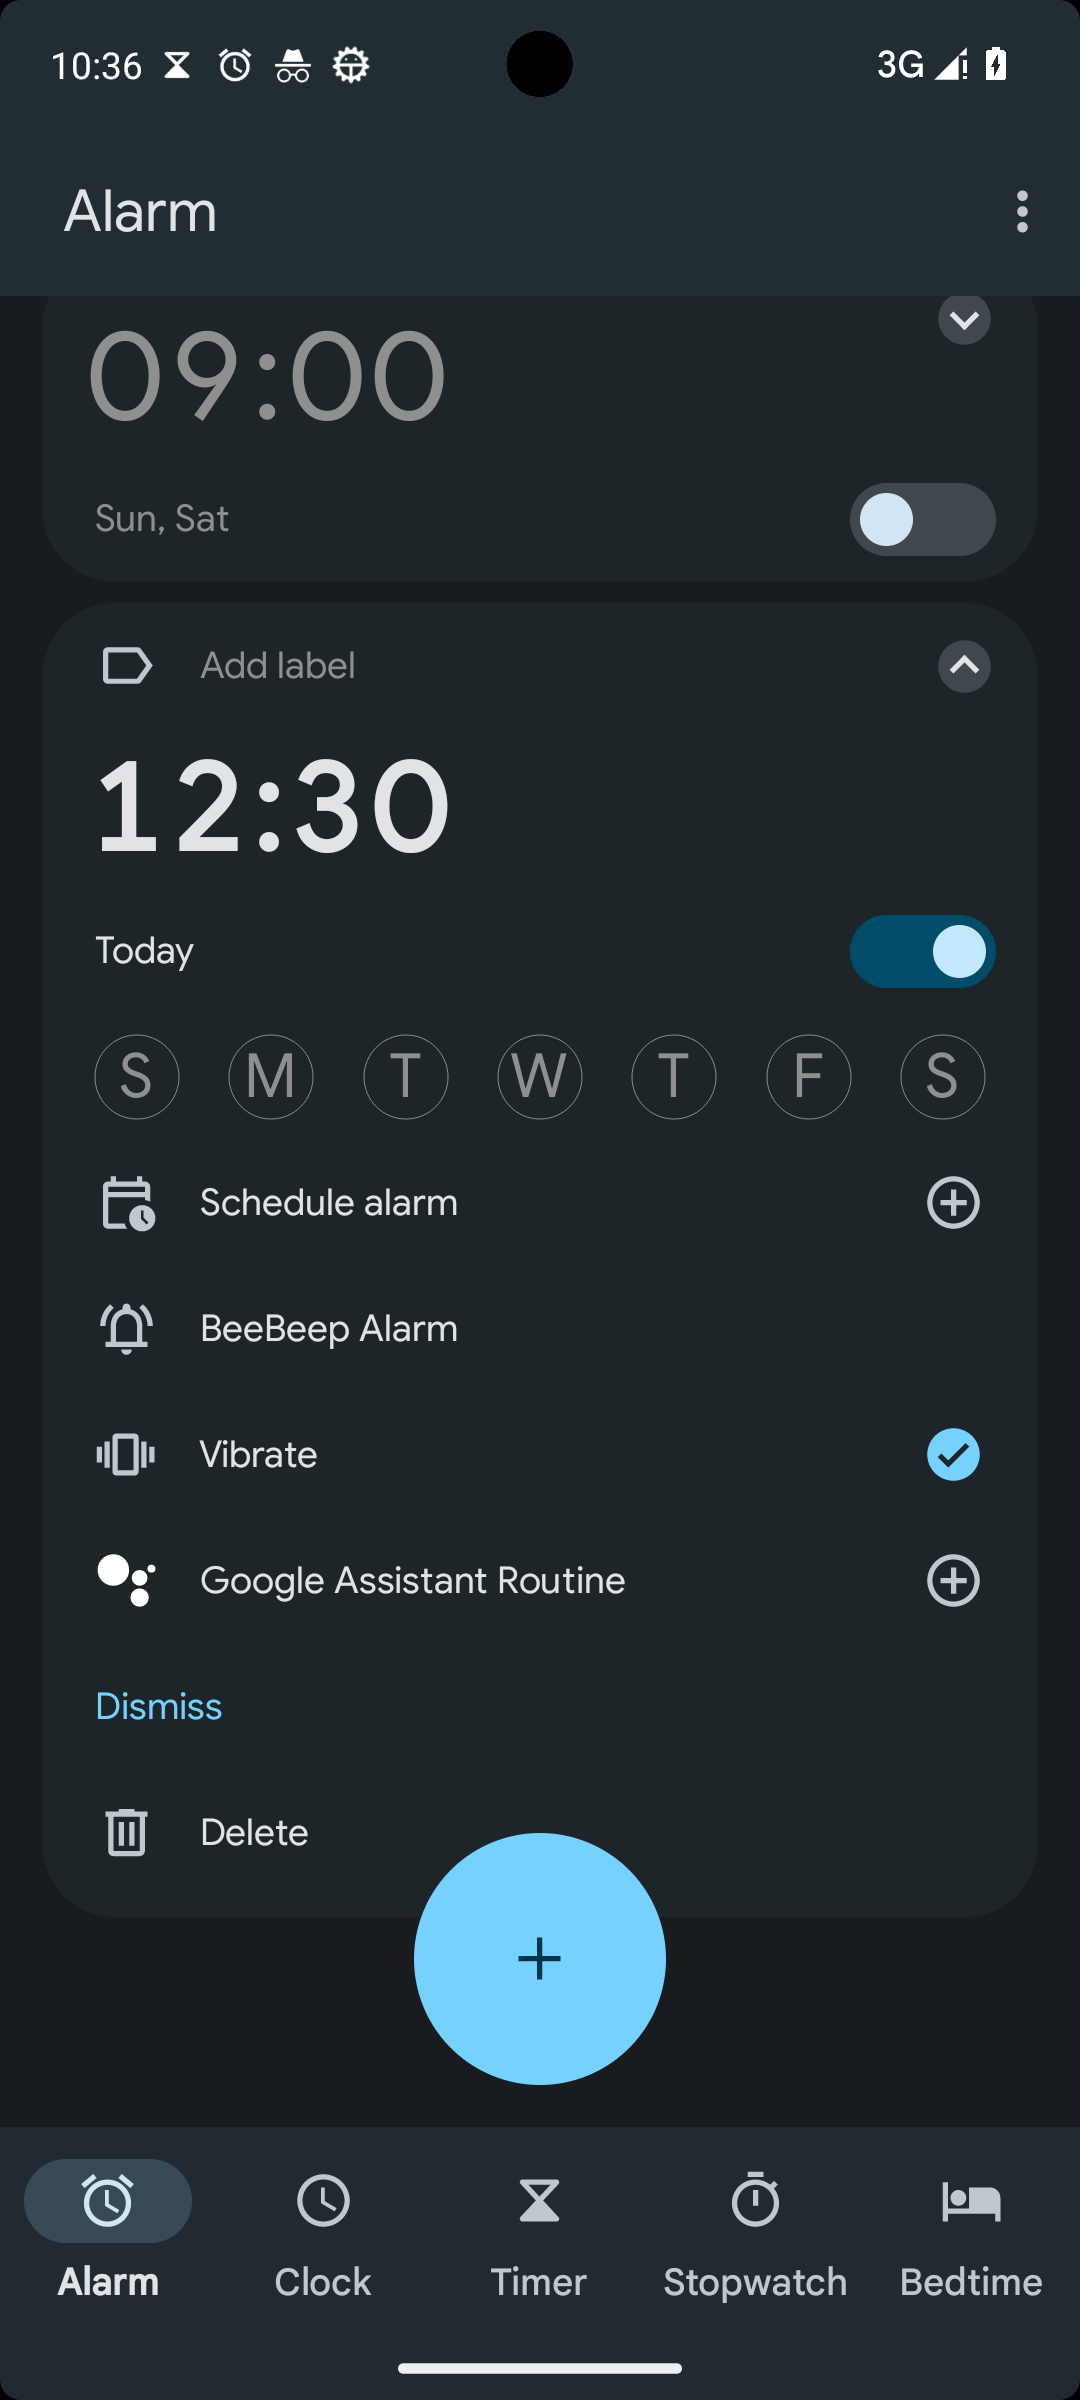 10:36
3G
Alarm
09:00
Sun, Sat
Add label
12:30
Today
S M T W T F S
Schedule alarm
BeeBeep Alarm
Vibrate
Google Assistant Routine
Dismiss
Delete
Alarm Clock Timer Stopwatch Bedtime